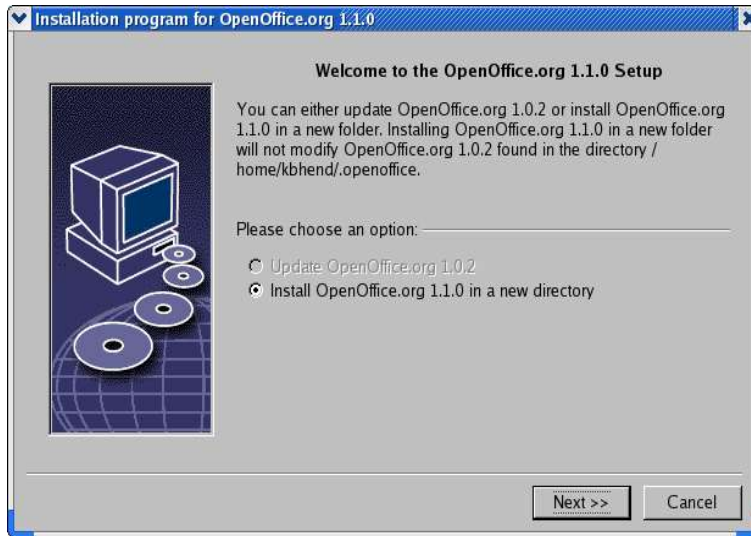 Installation program for OpenOffice.org 1.1.0
Welcome to the OpenOffice.org 1.1.0 Setup
You can either update OpenOffice.org 1.0.2 or install OpenOffice.org
1.1.0 in a new folder. Installing OpenOffice.org 1.1.0 in a new folder
will not modify OpenOffice.org 1.0.2 found in the directory /
home/kbhend/.openoffice.
Please choose an option:
Update OpenOffice.org 1.0.2
Install OpenOffice.org 1.1.0 in a new directory
Next >>
Cancel